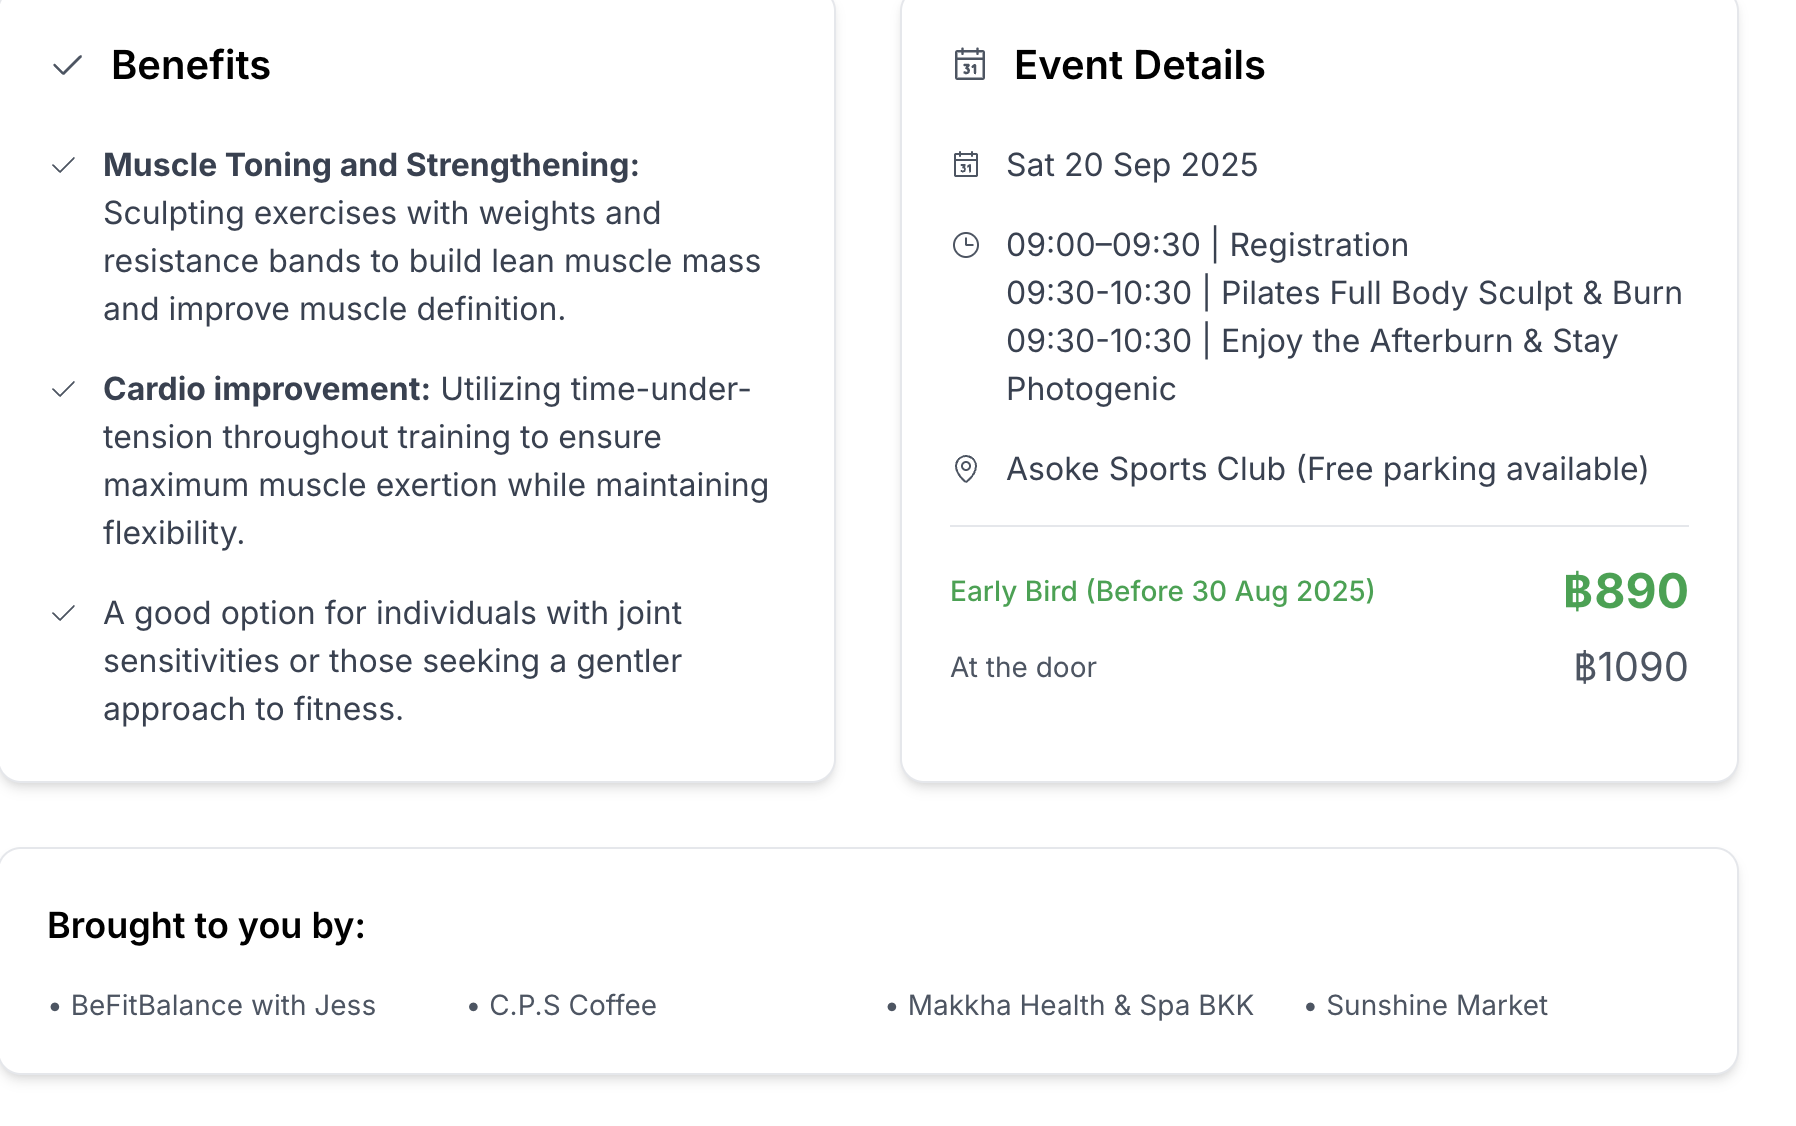 Benefits
Muscle Toning and Strengthening:
Sculpting exercises with weights and
resistance bands to build lean muscle mass
and improve muscle definition.
Cardio improvement: Utilizing time-under-
tension throughout training to ensure
maximum muscle exertion while maintaining
flexibility.
A good option for individuals with joint
sensitivities or those seeking a gentler
approach to fitness.
31 Event Details
31 Sat 20 Sep 2025
09:00–09:30 | Registration
09:30-10:30 | Pilates Full Body Sculpt & Burn
09:30-10:30 | Enjoy the Afterburn & Stay
Photogenic
Asoke Sports Club (Free parking available)
Early Bird (Before 30 Aug 2025) ฿890
At the door ฿1090
Brought to you by:
• BeFitBalance with Jess • C.P.S Coffee • Makkha Health & Spa BKK • Sunshine Market